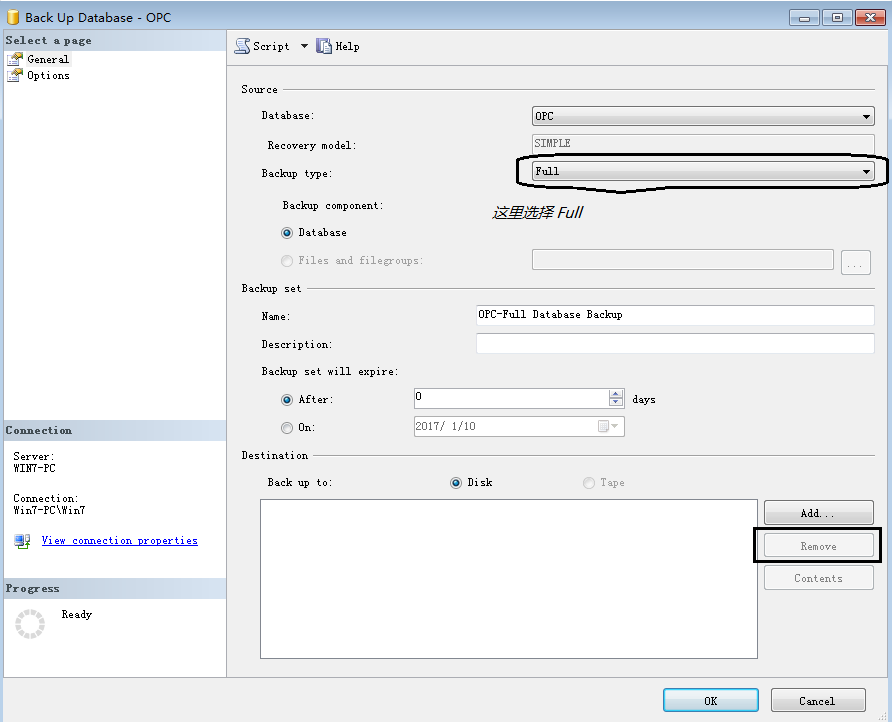 Back Up Database - OPC
Select a page
General
Options
Script
Help
Source
Database:
OPC
Recovery model:
SIMPLE
Backup type:
Full
Backup component:
这里选择 Full
Database
Files and filegroups:
...
Backup set
Name:
OPC-Full Database Backup
Description:
Backup set will expire:
After:
0
days
On:
2017/ 1/10
Destination
Back up to:
Disk
Tape
Add...
Remove
Contents
Connection
Server:
WIN7-PC
Connection:
Win7-PC\Win7
View connection properties
Progress
Ready
OK
Cancel